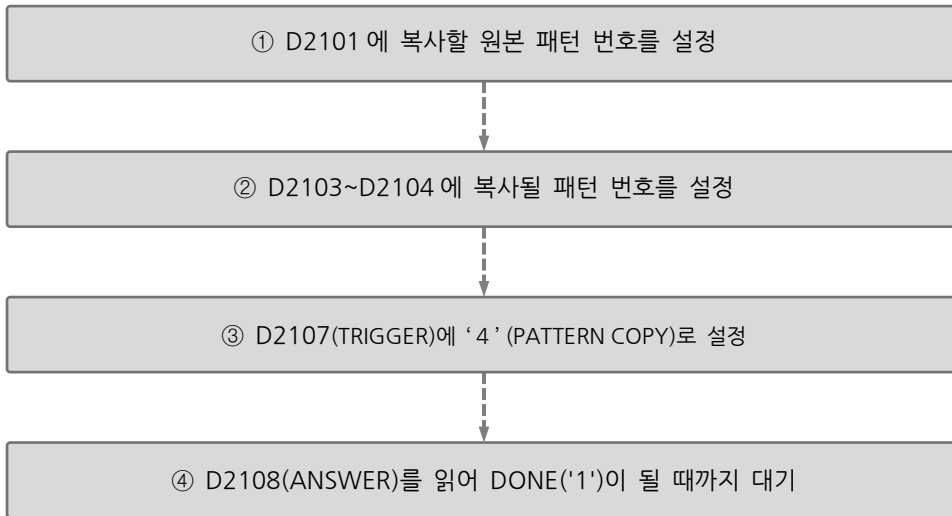 ① D2101 에 복사할 원본 패턴 번호를 설정
② D2103~D2104 에 복사될 패턴 번호를 설정
③ D2107(TRIGGER)에 ‘ 4 ’ (PATTERN COPY)로 설정
④ D2108(ANSWER)를 읽어 DONE('1')이 될 때까지 대기